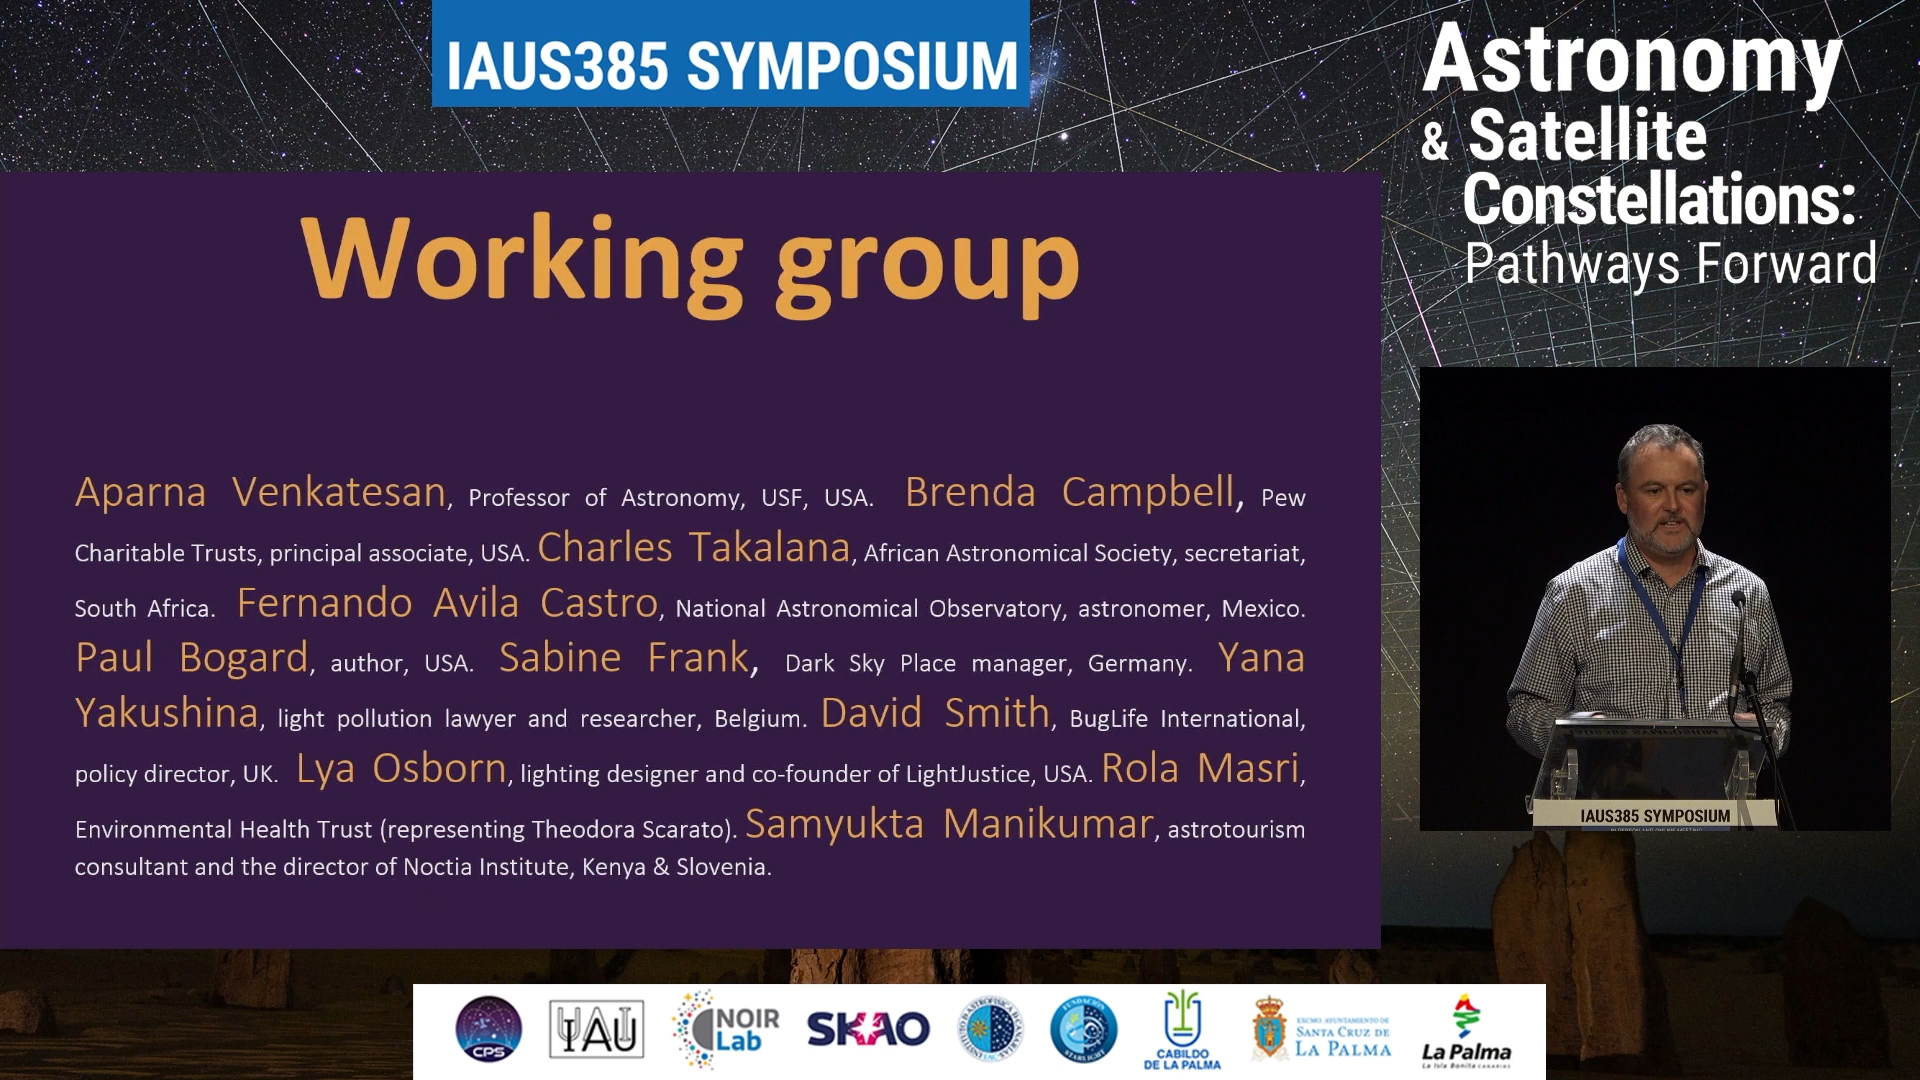 IAUS385 SYMPOSIUM
Astronomy
& Satellite
Constellations:
Pathways Forward
Working group
Aparna Venkatesan, Professor of Astronomy, USF, USA. Brenda Campbell, Pew
Charitable Trusts, principal associate, USA. Charles Takalana, African Astronomical Society, secretariat,
South Africa. Fernando Avila Castro, National Astronomical Observatory, astronomer, Mexico.
Paul Bogard, author, USA. Sabine Frank, Dark Sky Place manager, Germany. Yana
Yakushina, light pollution lawyer and researcher, Belgium. David Smith, BugLife International,
policy director, UK. Lya Osborn, lighting designer and co-founder of LightJustice, USA. Rola Masri,
Environmental Health Trust (representing Theodora Scarato). Samyukta Manikumar, astrotourism
consultant and the director of Noctia Institute, Kenya & Slovenia.
IAUS385 SYMPOSIUM
CPS
IAU
NOIR
Lab
SKAO
STARLIGHT
CABILDO
DE LA PALMA
EXCMO. AYUNTAMIENTO DE
SANTA CRUZ DE
LA PALMA
La Palma
La Isla Bonita